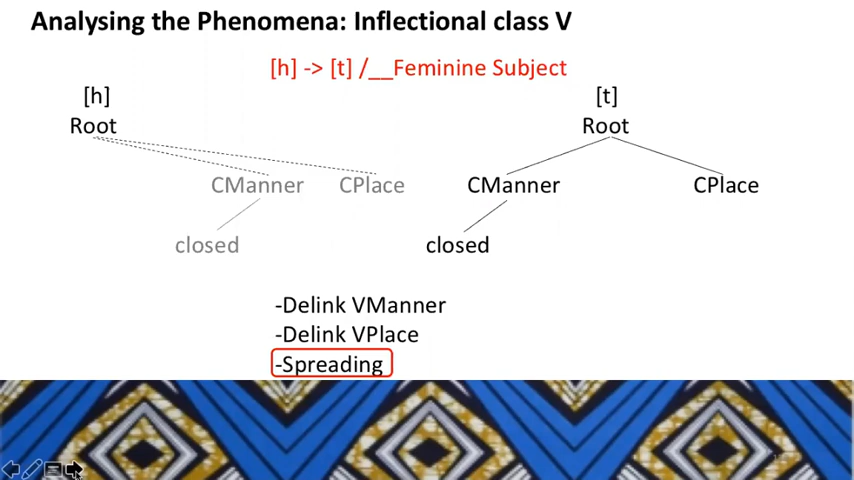 Analysing the Phenomena: Inflectional class V
[h] -> [t] /__Feminine Subject
[h] [t]
Root Root
CManner CPlace CManner CPlace
closed closed
-Delink VManner
-Delink VPlace
-Spreading